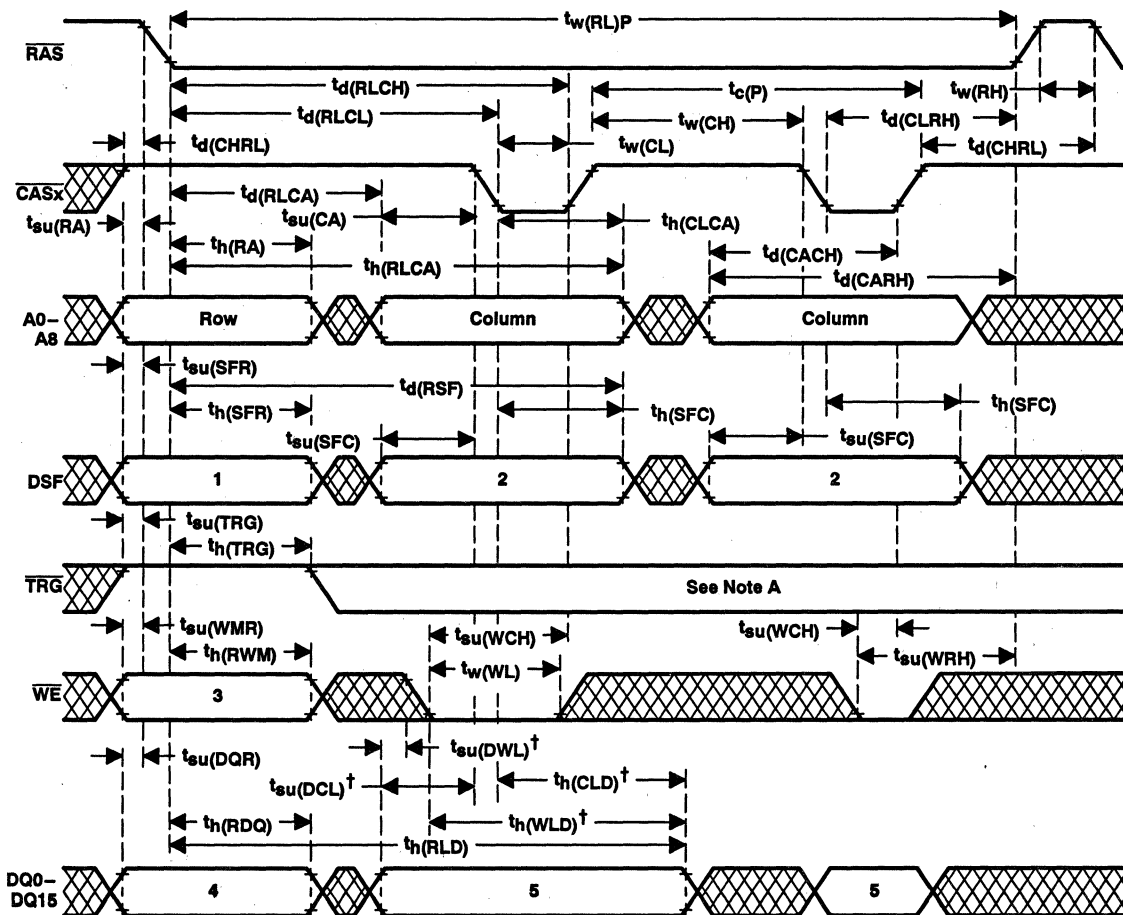 tw(RL)P
RAS
td(RLCH)
tc(P)
tw(RH)
td(RLCL)
tw(CH)
td(CLRH)
td(CHRL)
tw(CL)
td(CHRL)
CASx
td(RLCA)
tsu(RA)
tsu(CA)
th(CLCA)
th(RA)
td(CACH)
th(RLCA)
td(CARH)
A0–
A8
Row
Column
Column
tsu(SFR)
td(RSF)
th(SFR)
th(SFC)
th(SFC)
tsu(SFC)
tsu(SFC)
DSF
1
2
2
tsu(TRG)
th(TRG)
TRG
See Note A
tsu(WMR)
tsu(WCH)
tsu(WCH)
th(RWM)
tw(WL)
tsu(WRH)
WE
3
tsu(DQR)
tsu(DWL)†
tsu(DCL)†
th(CLD)†
th(RDQ)
th(WLD)†
th(RLD)
DQ0–
DQ15
4
5
5